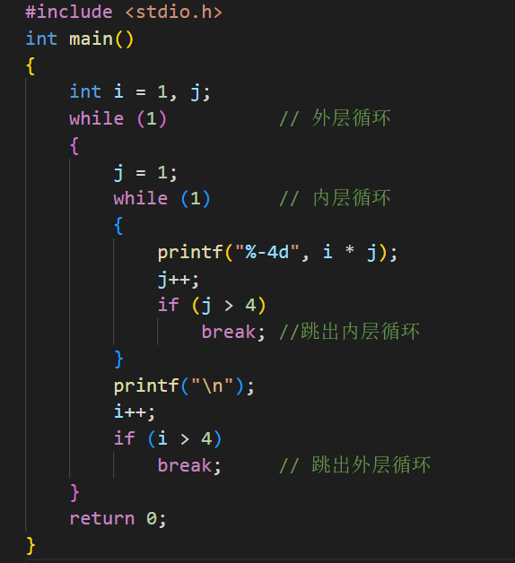 #include <stdio.h>
int main()
{
    int i = 1, j;
    while (1)          // 外层循环
    {
        j = 1;
        while (1)      // 内层循环
        {
            printf("%-4d", i * j);
            j++;
            if (j > 4)
                break; //跳出内层循环
        }
        printf("\n");
        i++;
        if (i > 4)
            break;     // 跳出外层循环
    }
    return 0;
}